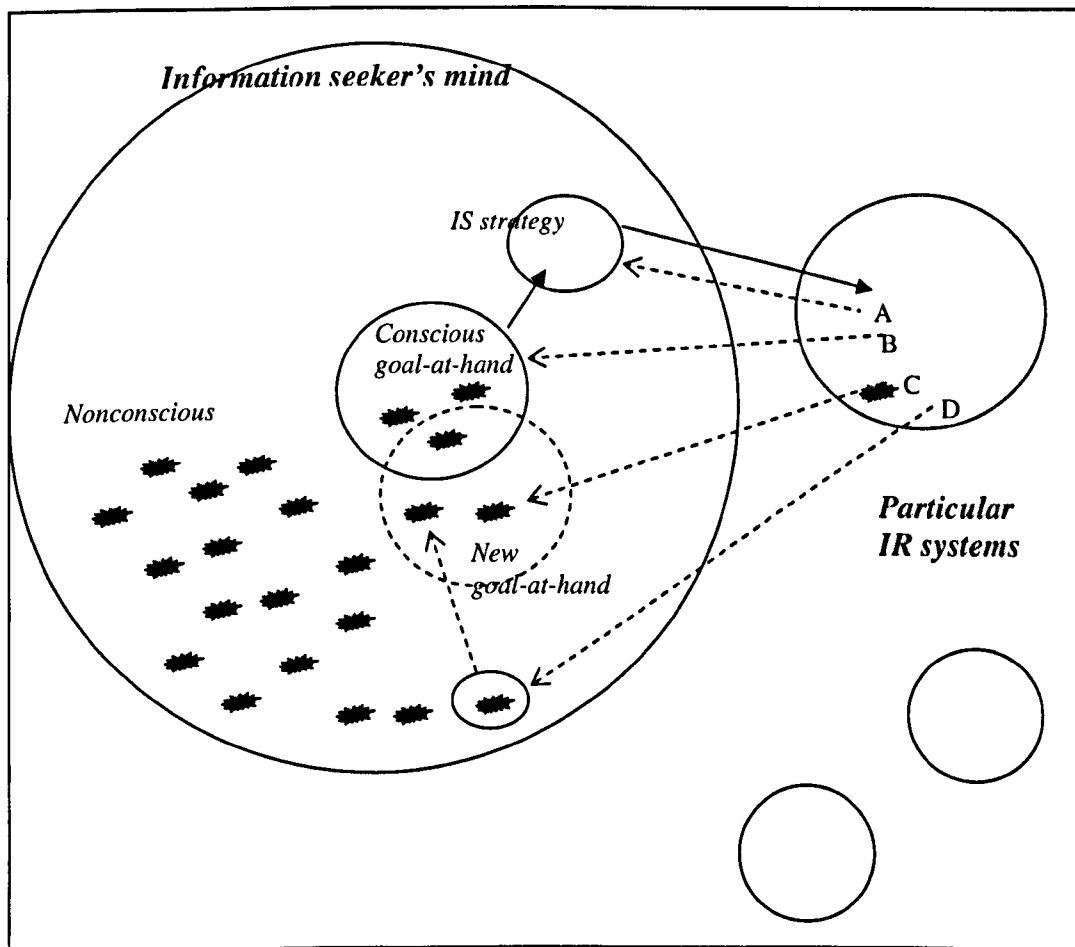 Information seeker's mind
IS strategy
A
B
Conscious
goal-at-hand
C
D
Nonconscious
Particular
IR systems
New
goal-at-hand